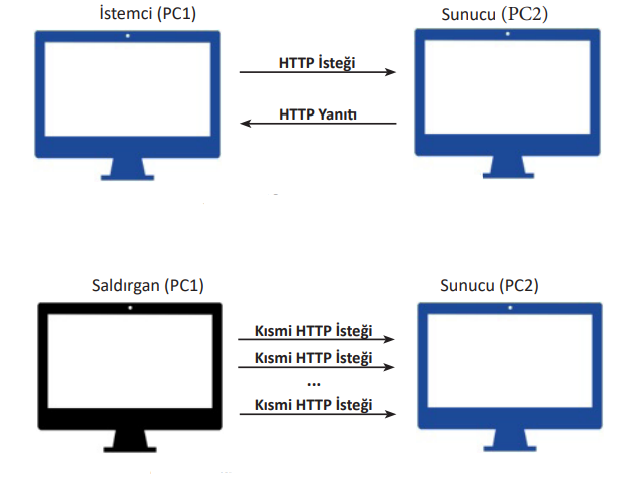 İstemci (PC1)
Sunucu (PC2)
HTTP İsteği
HTTP Yanıtı
Saldırgan (PC1)
Sunucu (PC2)
Kısmi HTTP İsteği
Kısmi HTTP İsteği
...
Kısmi HTTP İsteği